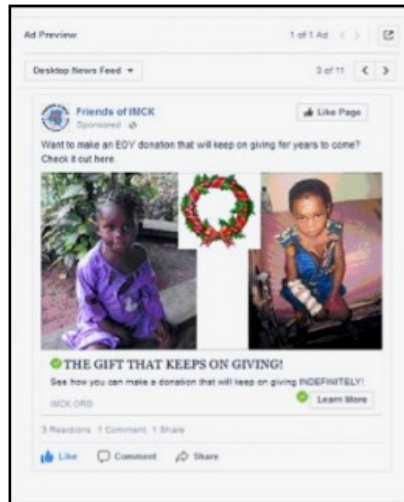 Ad Preview 1 of 1 Ad < >
Desktop News Feed 3 of 11 < >
Friends of IMCK Like Page
Sponsored
Want to make an EOY donation that will keep on giving for years to come?
Check it out here.
THE GIFT THAT KEEPS ON GIVING!
See how you can make a donation that will keep on giving INDEFINITELY!
IMCK.ORG Learn More
3 Reactions 1 Comment 1 Share
Like Comment Share